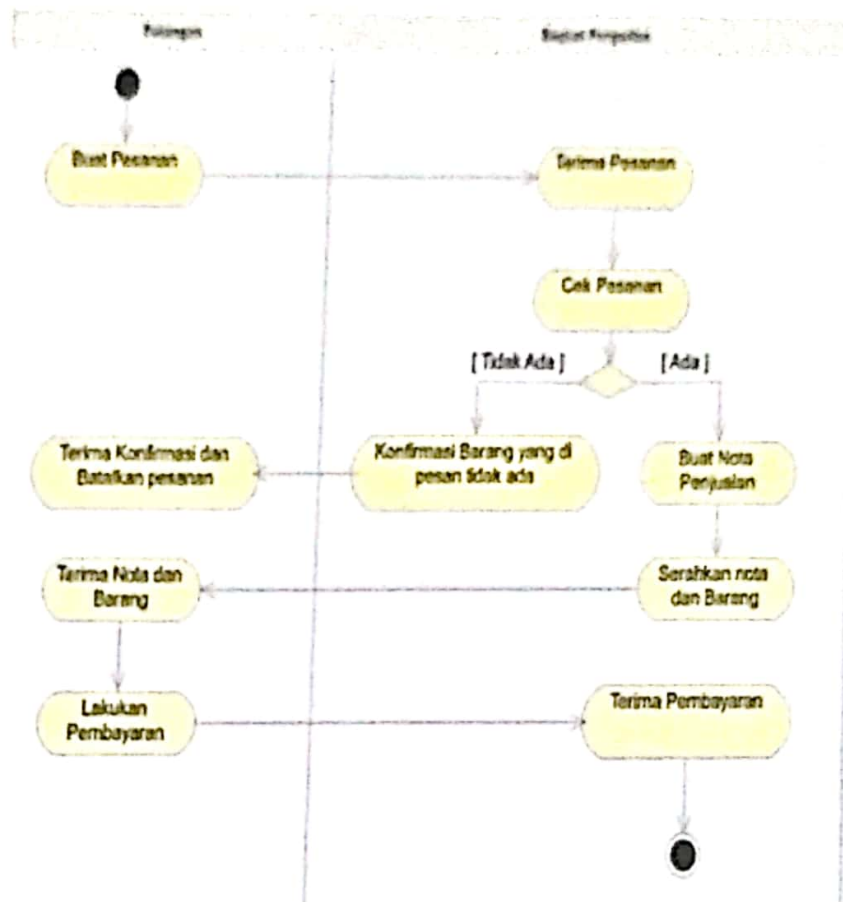 Buat Pesanan
Terima Pesanan
Cek Pesanan
[ Tidak Ada ]
[ Ada ]
Terima Konfirmasi dan
Batalkan pesanan
Konfirmasi Barang yang di
pesan tidak ada
Buat Nota
Penjualan
Terima Nota dan
Barang
Serahkan nota
dan Barang
Lakukan
Pembayaran
Terima Pembayaran